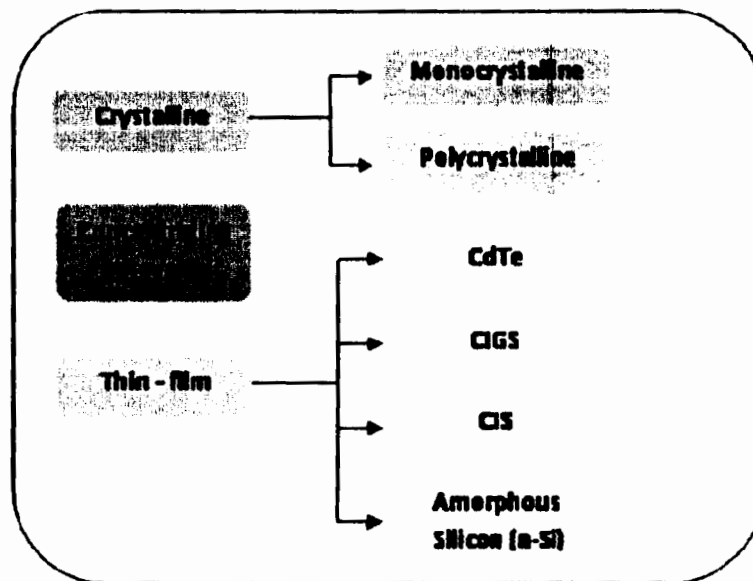 Monocrystalline
Crystalline
Polycrystalline
CdTe
CIGS
Thin - film
CIS
Amorphous
Silicon (a-Si)